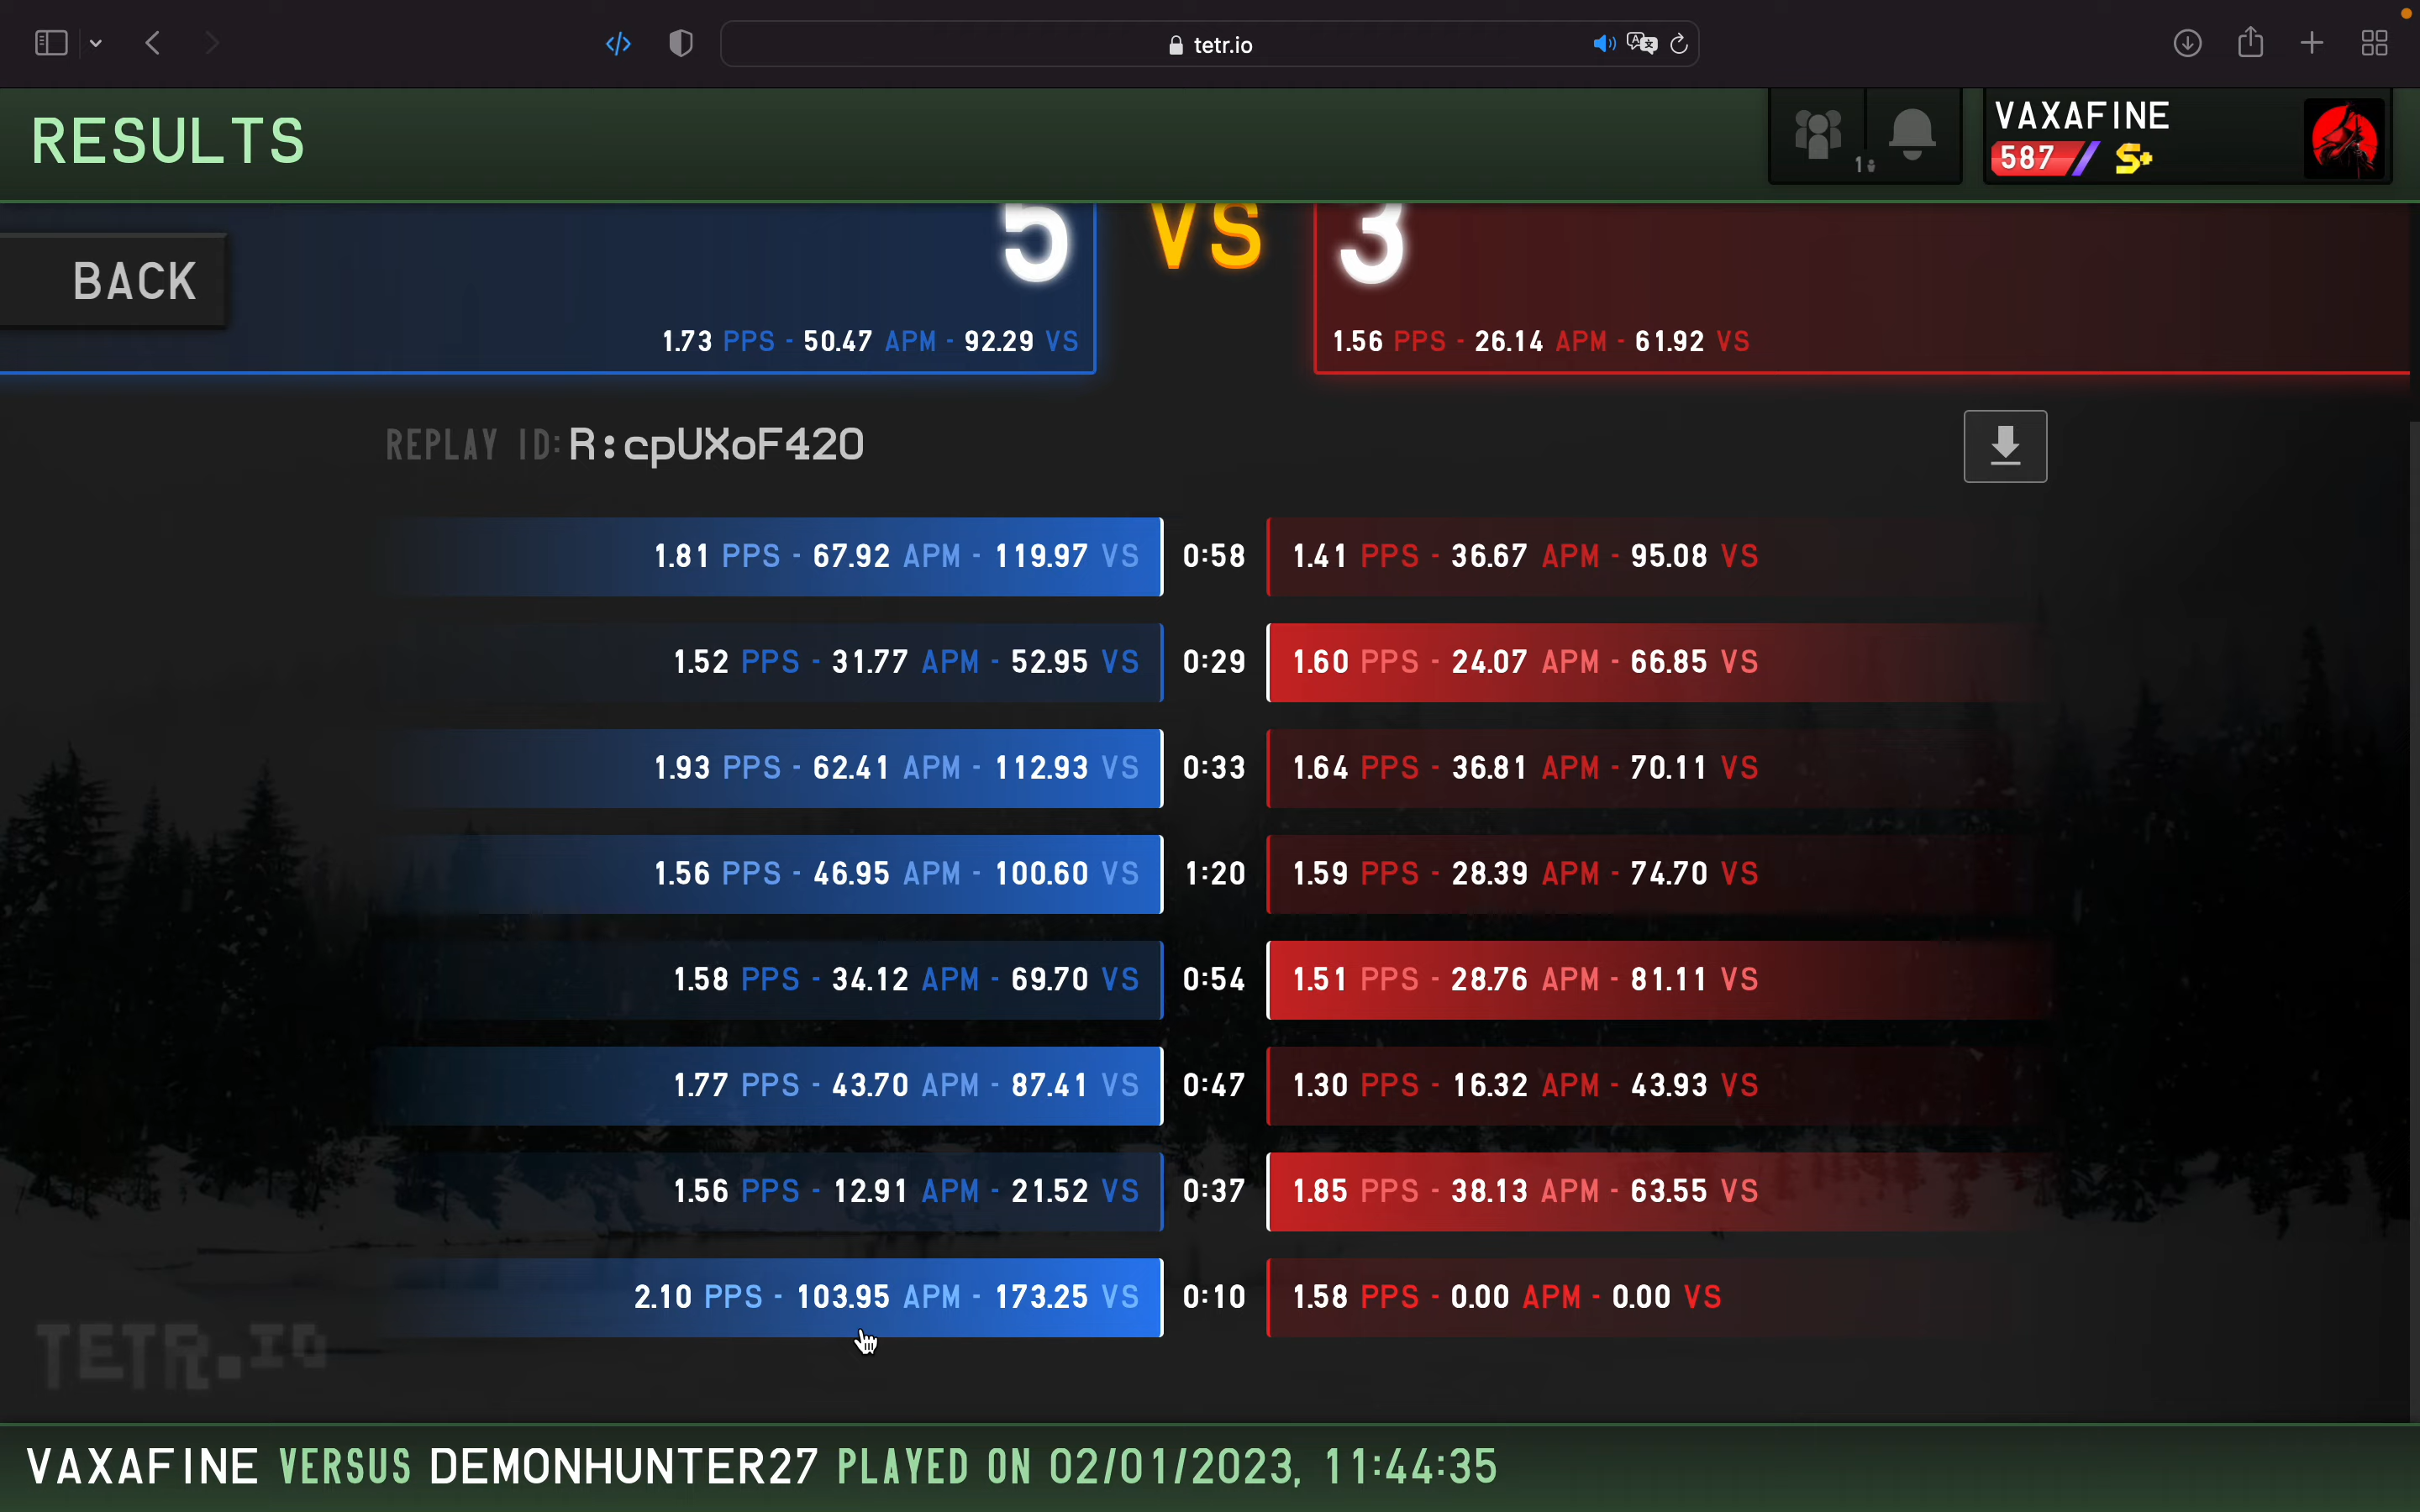 tetr.io
RESULTS
1
VAXAFINE
587 S+
5 VS 3
BACK
1.73 PPS - 50.47 APM - 92.29 VS
1.56 PPS - 26.14 APM - 61.92 VS
REPLAY ID: R:cpUXoF420
1.81 PPS - 67.92 APM - 119.97 VS 0:58 1.41 PPS - 36.67 APM - 95.08 VS
1.52 PPS - 31.77 APM - 52.95 VS 0:29 1.60 PPS - 24.07 APM - 66.85 VS
1.93 PPS - 62.41 APM - 112.93 VS 0:33 1.64 PPS - 36.81 APM - 70.11 VS
1.56 PPS - 46.95 APM - 100.60 VS 1:20 1.59 PPS - 28.39 APM - 74.70 VS
1.58 PPS - 34.12 APM - 69.70 VS 0:54 1.51 PPS - 28.76 APM - 81.11 VS
1.77 PPS - 43.70 APM - 87.41 VS 0:47 1.30 PPS - 16.32 APM - 43.93 VS
1.56 PPS - 12.91 APM - 21.52 VS 0:37 1.85 PPS - 38.13 APM - 63.55 VS
2.10 PPS - 103.95 APM - 173.25 VS 0:10 1.58 PPS - 0.00 APM - 0.00 VS
TETR.IO
VAXAFINE VERSUS DEMONHUNTER27 PLAYED ON 02/01/2023, 11:44:35